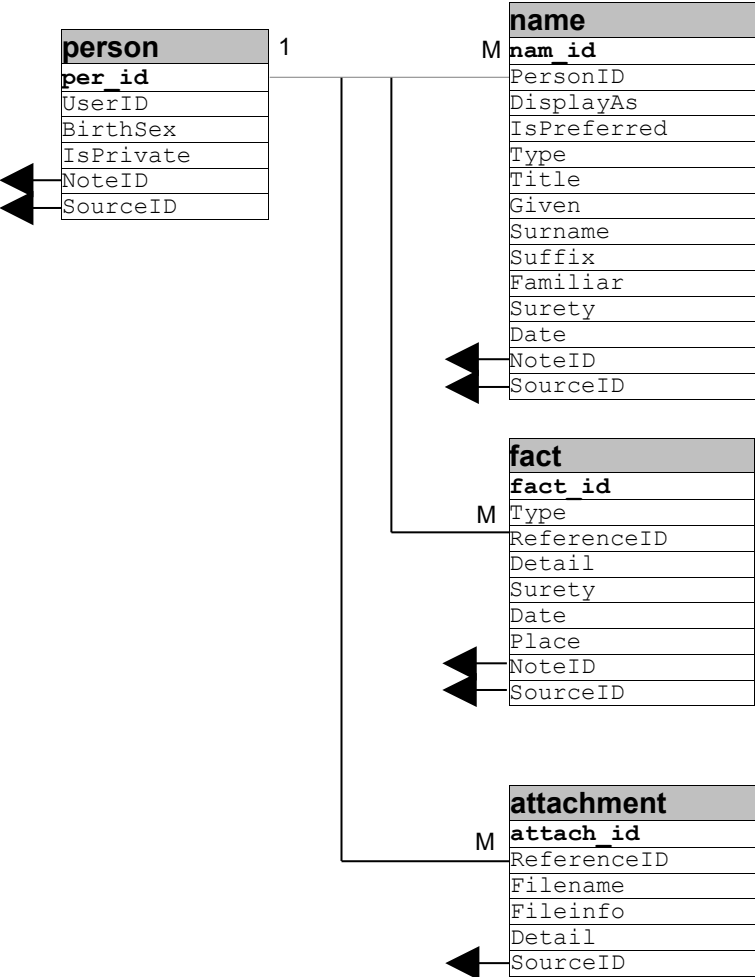 person
per_id
UserID
BirthSex
IsPrivate
NoteID
SourceID
1
M
name
nam_id
PersonID
DisplayAs
IsPreferred
Type
Title
Given
Surname
Suffix
Familiar
Surety
Date
NoteID
SourceID
fact
fact_id
M
Type
ReferenceID
Detail
Surety
Date
Place
NoteID
SourceID
attachment
M
attach_id
ReferenceID
Filename
Fileinfo
Detail
SourceID